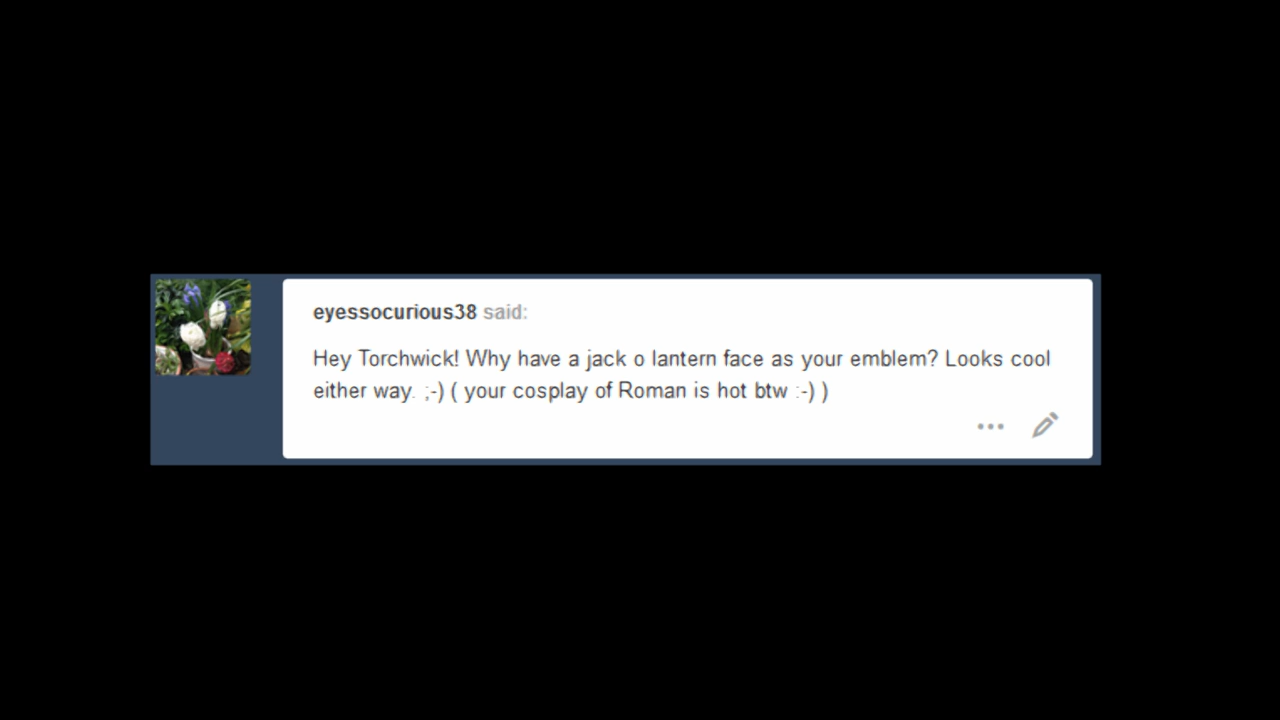 eyessocurious38 said:
Hey Torchwick! Why have a jack o lantern face as your emblem? Looks cool
either way. ;-) ( your cosplay of Roman is hot btw :-) )